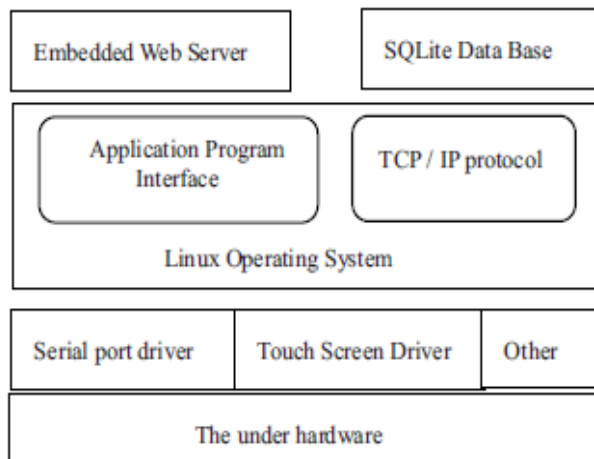 Embedded Web Server
SQLite Data Base
Application Program
Interface
TCP / IP protocol
Linux Operating System
Serial port driver
Touch Screen Driver
Other
The under hardware